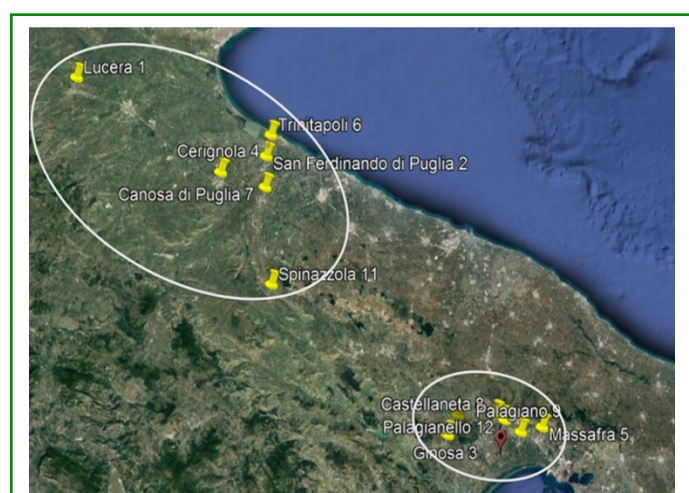 Lucera 1
Trinitapoli 6
Cerignola 4
San Ferdinando di Puglia 2
Canosa di Puglia 7
Spinazzola 11
Castellaneta 8
Palagiano 9
Palagianello 12
Massafra 5
Ginosa 3